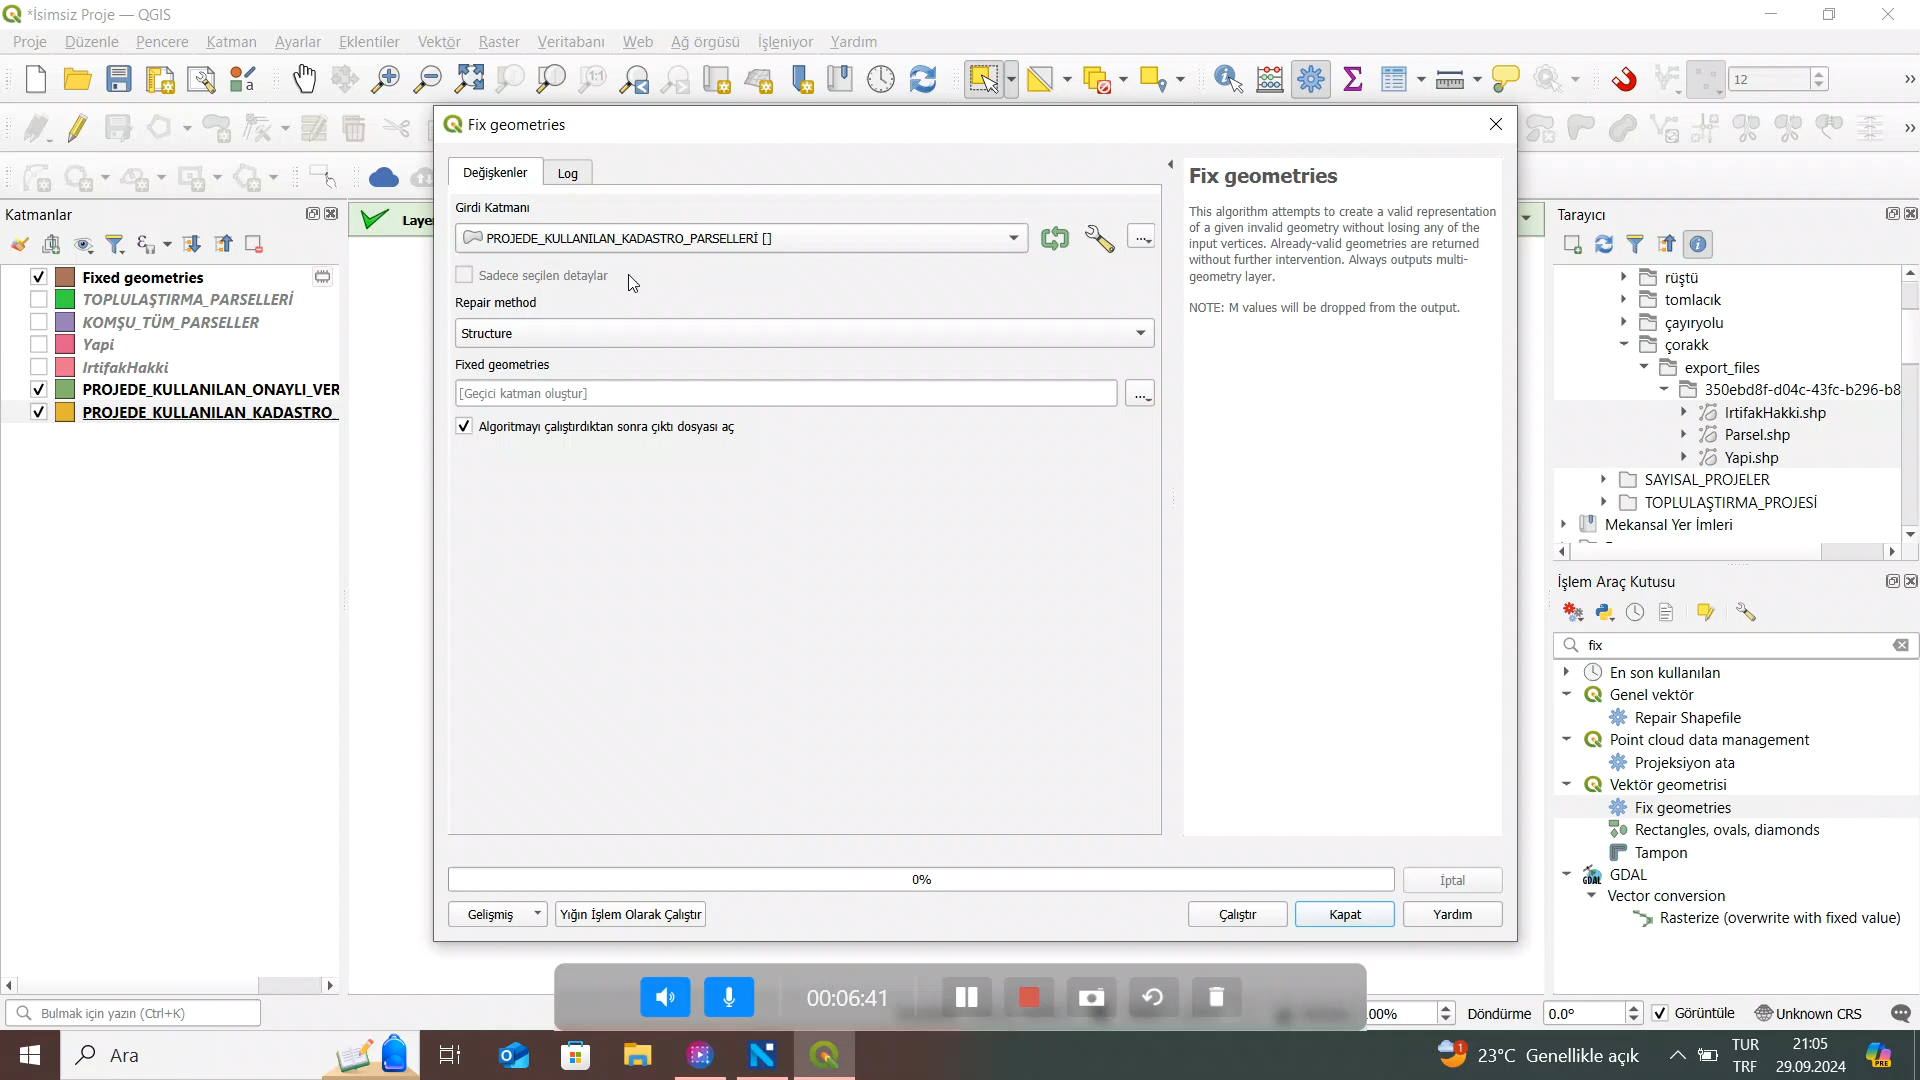 *İsimsiz Proje — QGIS
Proje Düzenle Pencere Katman Ayarlar Eklentiler Vektör Raster Veritabanı Web Ağ örgüsü İşleniyor Yardım
12
Fix geometries
Katmanlar
Fixed geometries
TOPLULAŞTIRMA_PARSELLERİ
KOMŞU_TÜM_PARSELLER
Yapi
IrtifakHakki
PROJEDE_KULLANILAN_ONAYLI_VER
PROJEDE_KULLANILAN_KADASTRO_
Bulmak için yazın (Ctrl+K)
Değişkenler
Log
Girdi Katmanı
PROJEDE_KULLANILAN_KADASTRO_PARSELLERİ []
Sadece seçilen detaylar
Repair method
Structure
Fixed geometries
[Geçici katman oluştur]
Algoritmayı çalıştırdıktan sonra çıktı dosyası aç
Fix geometries
This algorithm attempts to create a valid representation
of a given invalid geometry without losing any of the
input vertices. Already-valid geometries are returned
without further intervention. Always outputs multi-
geometry layer.
NOTE: M values will be dropped from the output.
0%
İptal
Gelişmiş
Yığın İşlem Olarak Çalıştır
Çalıştır
Kapat
Yardım
Tarayıcı
rüştü
tomlacık
çayıryolu
çorakk
export_files
350ebd8f-d04c-43fc-b296-b8
IrtifakHakki.shp
Parsel.shp
Yapi.shp
SAYISAL_PROJELER
TOPLULAŞTIRMA_PROJESİ
Mekansal Yer İmleri
İşlem Araç Kutusu
fix
En son kullanılan
Genel vektör
Repair Shapefile
Point cloud data management
Projeksiyon ata
Vektör geometrisi
Fix geometries
Rectangles, ovals, diamonds
Tampon
GDAL
Vector conversion
Rasterize (overwrite with fixed value)
00:06:41
Döndürme
0.0°
Görüntüle
Unknown CRS
Ara
23°C Genellikle açık
TUR
TRF
21:05
29.09.2024